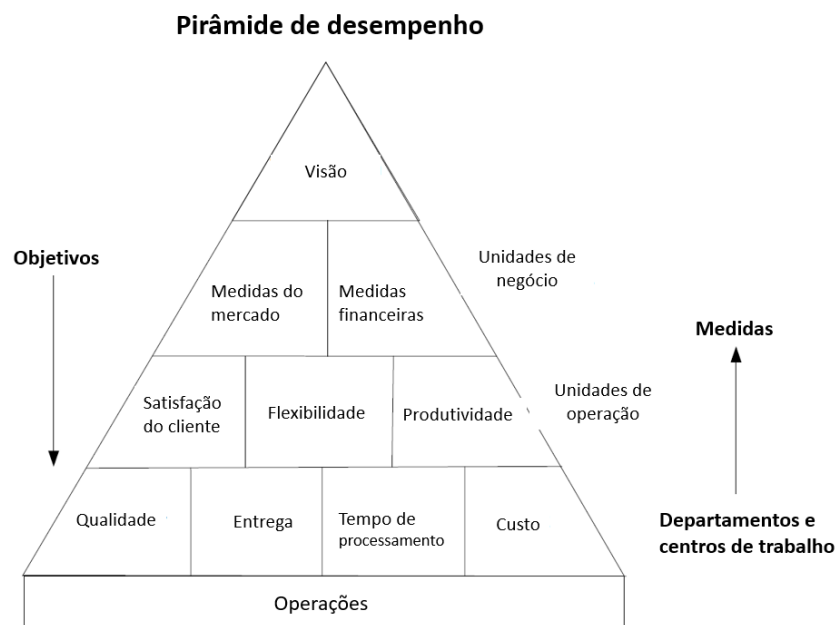 Pirâmide de desempenho
Visão
Objetivos
Unidades de
negócio
Medidas do
mercado
Medidas
financeiras
Medidas
Satisfação
do cliente
Flexibilidade
Produtividade
Unidades de
operação
Qualidade
Entrega
Tempo de
processamento
Custo
Departamentos e
centros de trabalho
Operações